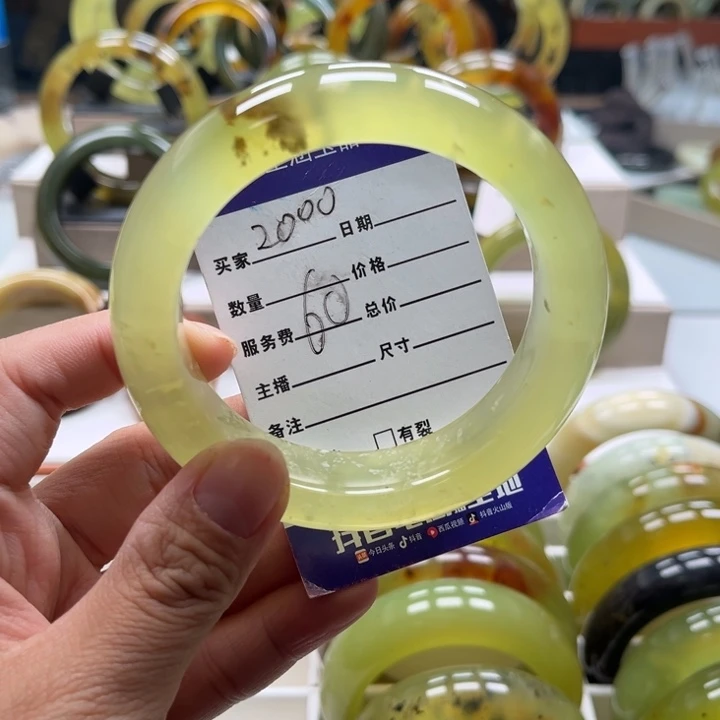 买家 2000 日期
数量 价格
服务费 60 总价
主播 尺寸
备注
有裂
今日头条 抖音 西瓜视频 抖音火山版